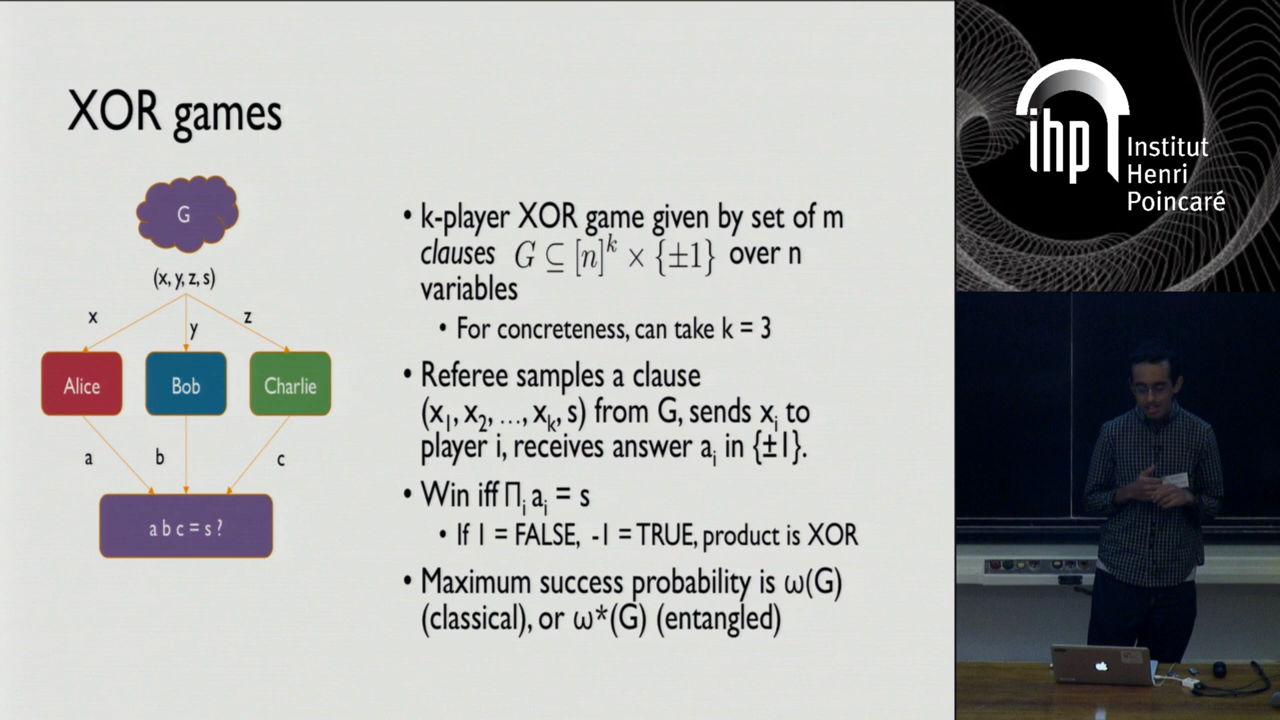 XOR games
G
(x, y, z, s)
x
y
z
Alice
Bob
Charlie
a
b
c
a b c = s ?
• k-player XOR game given by set of m
clauses G ⊆ [n]^k × {±1} over n
variables
• For concreteness, can take k = 3
• Referee samples a clause
(x₁, x₂, …, xₖ, s) from G, sends xᵢ to
player i, receives answer aᵢ in {±1}.
• Win iff Πᵢ aᵢ = s
• If 1 = FALSE, -1 = TRUE, product is XOR
• Maximum success probability is ω(G)
(classical), or ω*(G) (entangled)
ihp
Institut
Henri
Poincaré